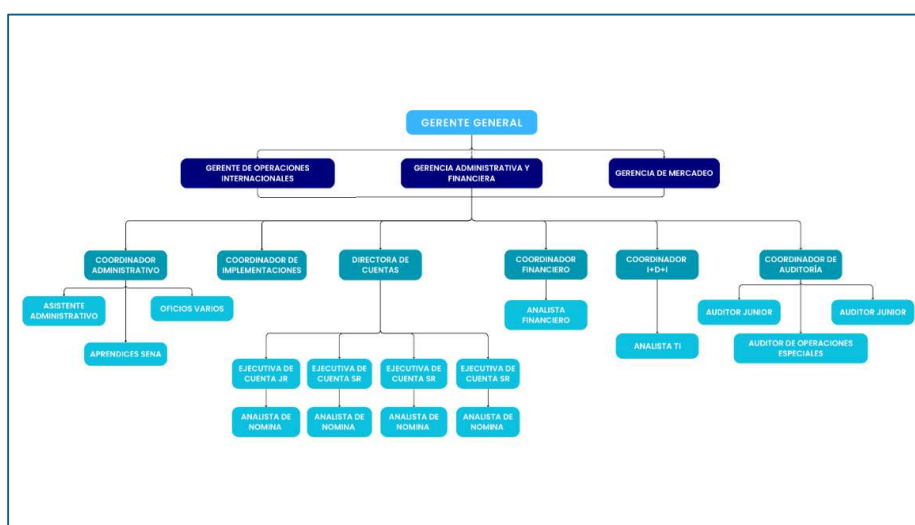 GERENTE GENERAL
GERENTE DE OPERACIONES
INTERNACIONALES
GERENCIA ADMINISTRATIVA Y
FINANCIERA
GERENCIA DE MERCADEO
COORDINADOR
ADMINISTRATIVO
COORDINADOR DE
IMPLEMENTACIONES
DIRECTORA DE
CUENTAS
COORDINADOR
FINANCIERO
COORDINADOR
I+D+I
COORDINADOR DE
AUDITORÍA
ASISTENTE
ADMINISTRATIVO
OFICIOS VARIOS
APRENDICES SENA
ANALISTA
FINANCIERO
ANALISTA TI
AUDITOR JUNIOR
AUDITOR JUNIOR
AUDITOR DE OPERACIONES
ESPECIALES
EJECUTIVA DE
CUENTA JR
EJECUTIVA DE
CUENTA SR
EJECUTIVA DE
CUENTA SR
EJECUTIVA DE
CUENTA SR
ANALISTA DE
NOMINA
ANALISTA DE
NOMINA
ANALISTA DE
NOMINA
ANALISTA DE
NOMINA